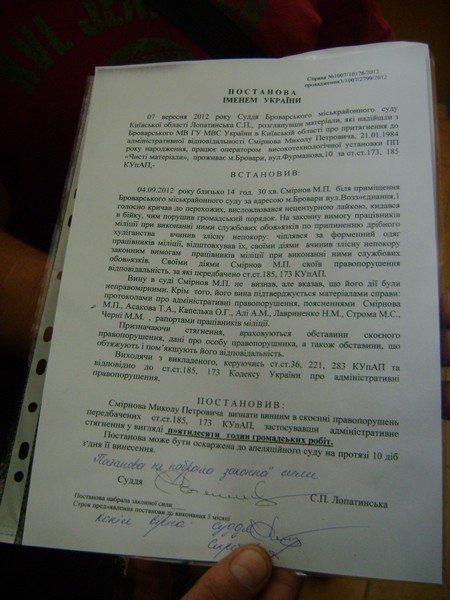 Справа №1007/10176/2012
провадження3/1007/2799/2012
ПОСТАНОВА
ІМЕНЕМ УКРАЇНИ
07 вересня 2012 року Суддя Броварського міськрайонного суду
Київської області Лопатинська С.П., розглянувши матеріали, які надійшли з
Броварського МВ ГУ МВС України в Київській області про притягнення до
адміністративної відповідальності Смірнова Миколу Петровича, 21.01.1984
року народження, працює оператором високотехнологічної установки ПП
«Чисті матеріали», проживає м.Бровари, вул.Фурманова,10 за ст.ст.173, 185
КУпАП,-
ВСТАНОВИВ:
04.09.2012 року близько 14 год. 30 хв. Смірнов М.П. біля приміщення
Броварського міськрайонного суду за адресою м.Бровари вул.Возз»єднання,1
голосно кричав до перехожих, висловлювався нецензурною лайкою, кидався
в бійку, чим порушив громадський порядок. На законну вимогу працівників
міліції при виконанні ними службових обов»язків по припиненню дрібного
хуліганства вчинив злісну непокору: чіплявся за форменний одяг
працівників міліції, відштовхував їх, своїми діями вчинив злісну непокору
законним вимогам працівників міліції при виконанні ними службових
обов»язків. Своїми діями Смірнов М.П. скоїв правопорушення
відповідальність, за які передбачено ст.ст.185, 173 КУпАП.
Вину в суді Смірнов М.П. не визнав, але вказав, що його дії були
неправомірними. Крім того, його вина підтверджується матеріалами справи:
протоколами про адміністративні правопорушення, поясненнями Смірнова
М.П., Асакова Т.А., Капелька О.Г., Алі А.М., Лавриненко Н.М., Строма М.С.,
Черні М.М. , рапортами працівників міліції.
Призначаючи стягнення, враховуються обставини скоєного
правопорушення, дані про особу правопорушника, а також обставини, що
обтяжують і пом»якшують його відповідальність.
Виходячи з викладеного, керуючись ст.ст.36, 221, 283 КУпАП та
відповідно до ст.ст.185, 173 Кодексу України про адміністративні
правопорушення,
ПОСТАНОВИВ:
Смірнова Миколу Петровича визнати винним в скоєнні правопорушень
передбачених ст.ст.185, 173 КУпАП, застосувавши адміністративне
стягнення у вигляді п»ятидесяти годин громадських робіт.
Постанова може бути оскаржена до апеляційного суду на протязі 10 діб
з'дня її винесення.
Постанова не набрала законної сили
Суддя
С.П. Лопатинська
Постанова набрала законної сили
Строк пред»явлення постанови до виконання 3 місяці
Копія вірна: суддя